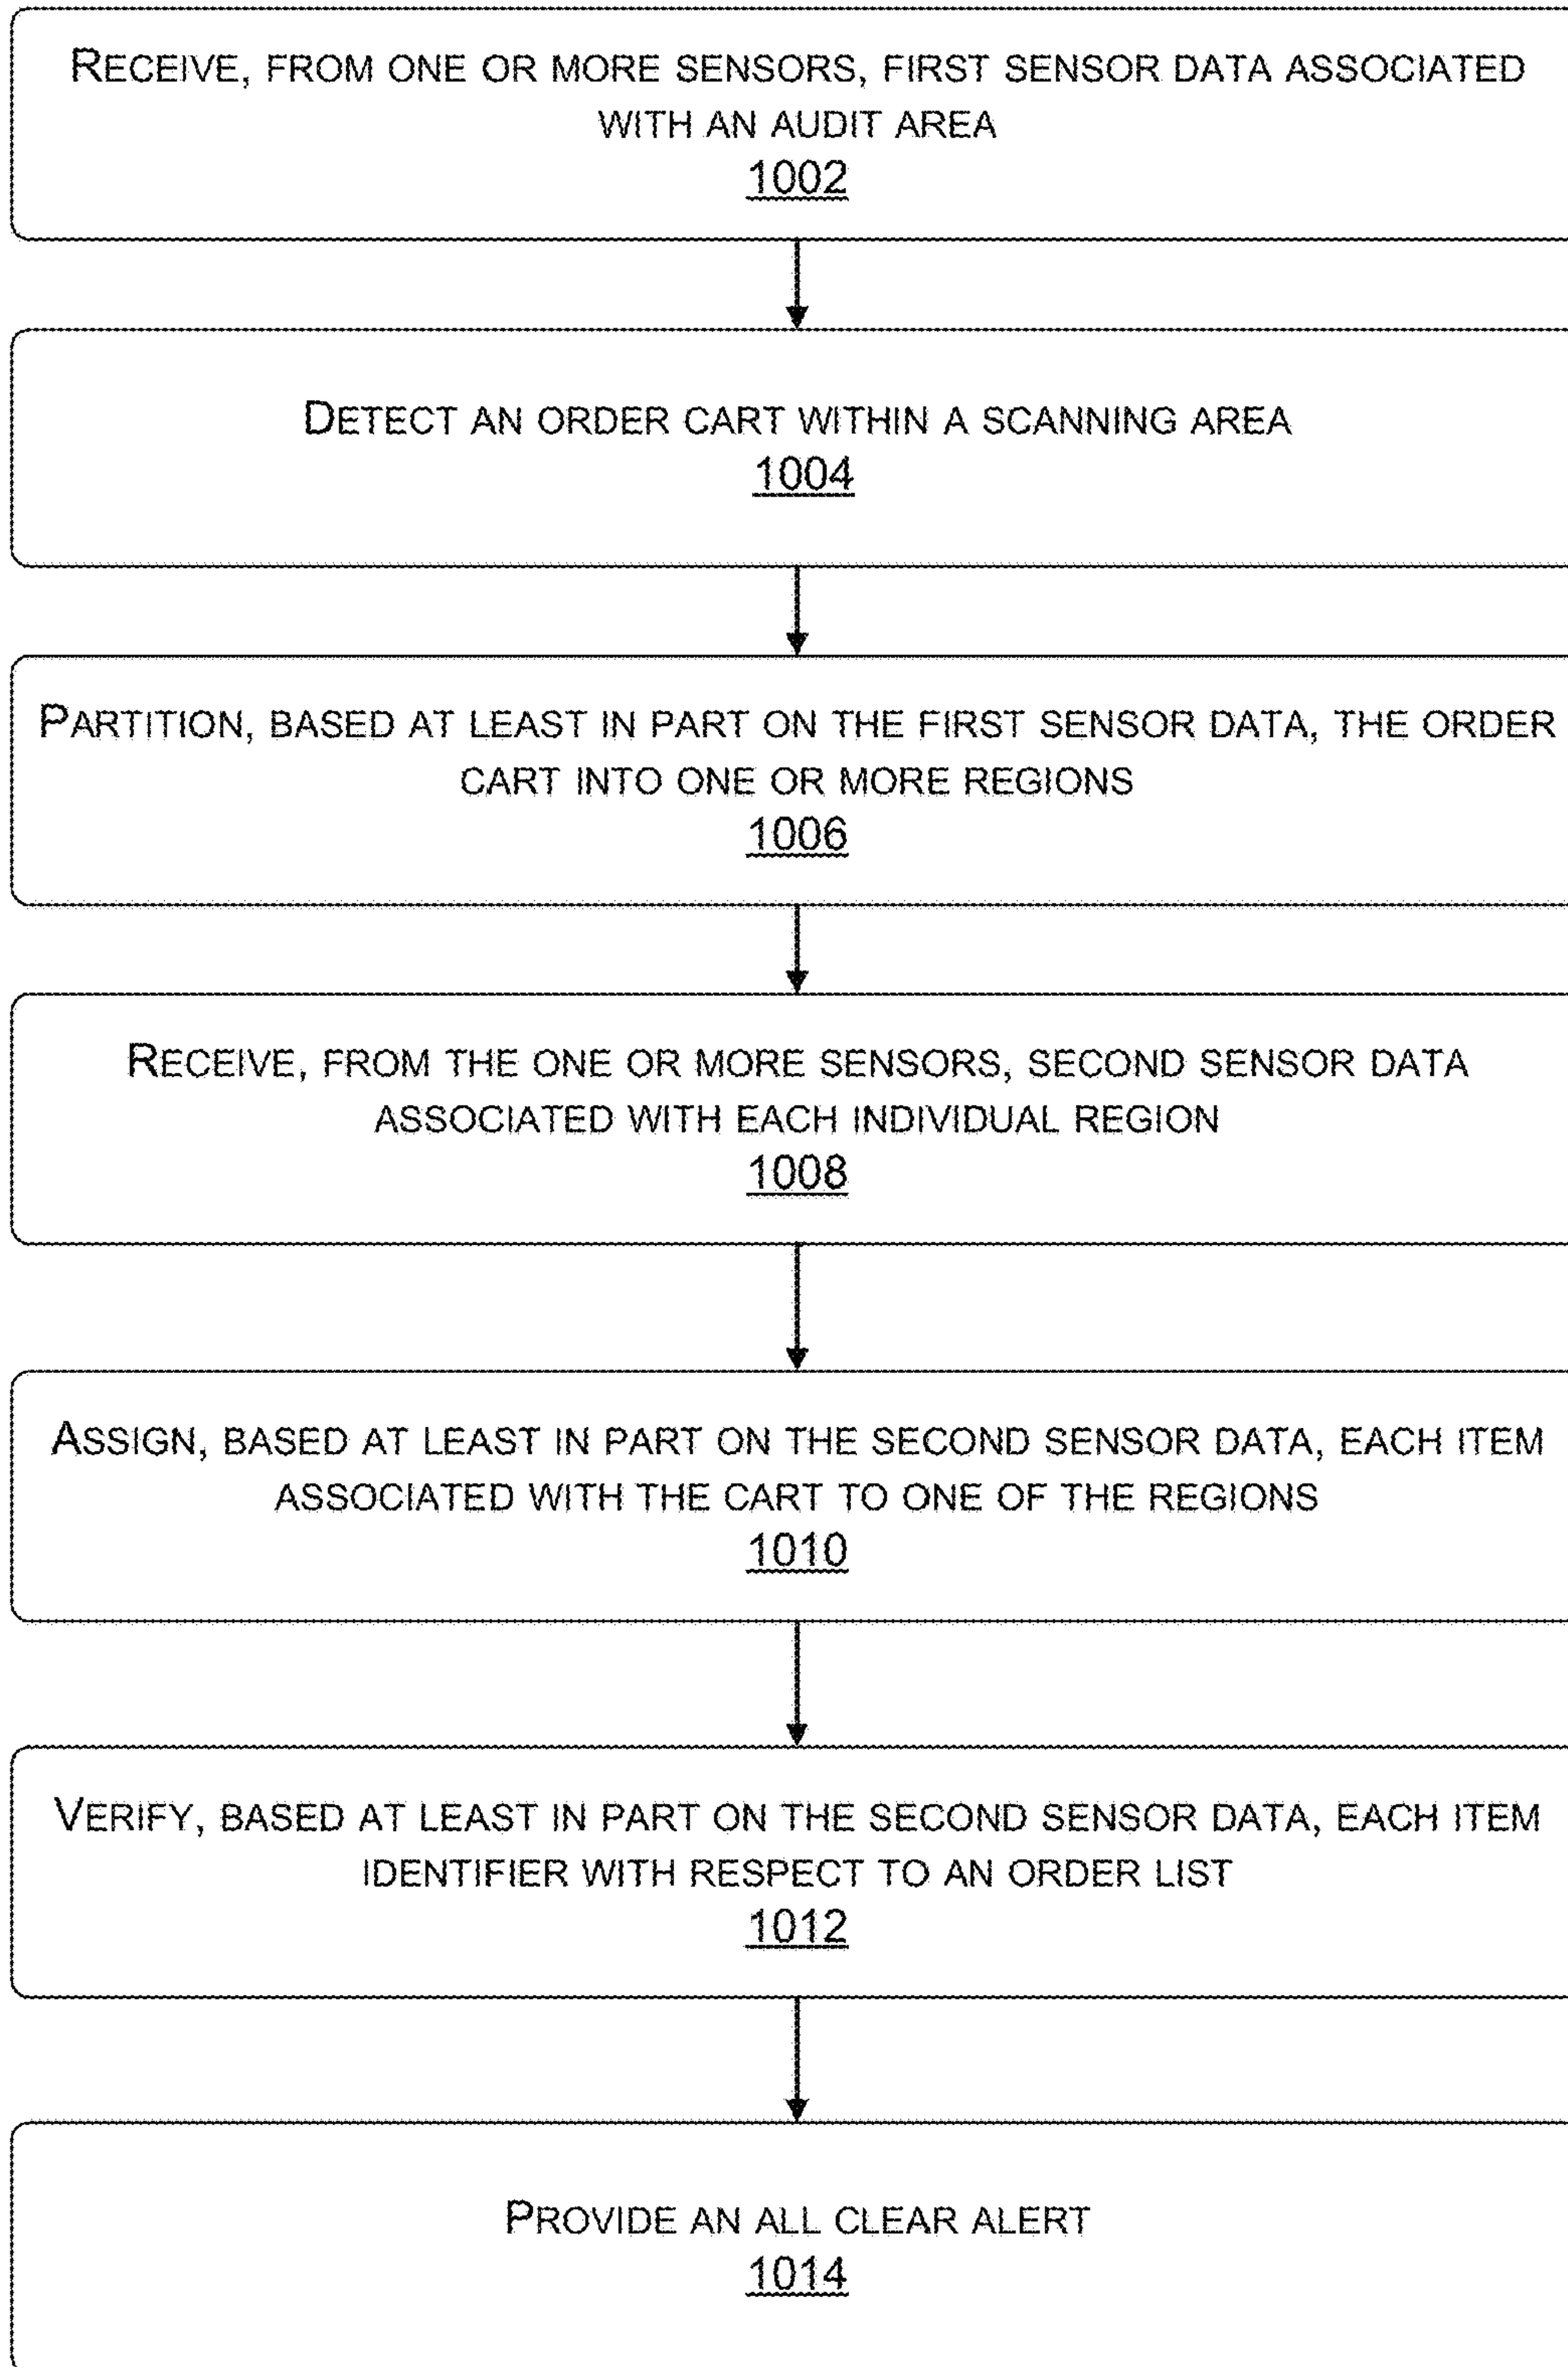 RECEIVE, FROM ONE OR MORE SENSORS, FIRST SENSOR DATA ASSOCIATED
WITH AN AUDIT AREA
1002
DETECT AN ORDER CART WITHIN A SCANNING AREA
1004
PARTITION, BASED AT LEAST IN PART ON THE FIRST SENSOR DATA, THE ORDER
CART INTO ONE OR MORE REGIONS
1006
RECEIVE, FROM THE ONE OR MORE SENSORS, SECOND SENSOR DATA
ASSOCIATED WITH EACH INDIVIDUAL REGION
1008
ASSIGN, BASED AT LEAST IN PART ON THE SECOND SENSOR DATA, EACH ITEM
ASSOCIATED WITH THE CART TO ONE OF THE REGIONS
1010
VERIFY, BASED AT LEAST IN PART ON THE SECOND SENSOR DATA, EACH ITEM
IDENTIFIER WITH RESPECT TO AN ORDER LIST
1012
PROVIDE AN ALL CLEAR ALERT
1014